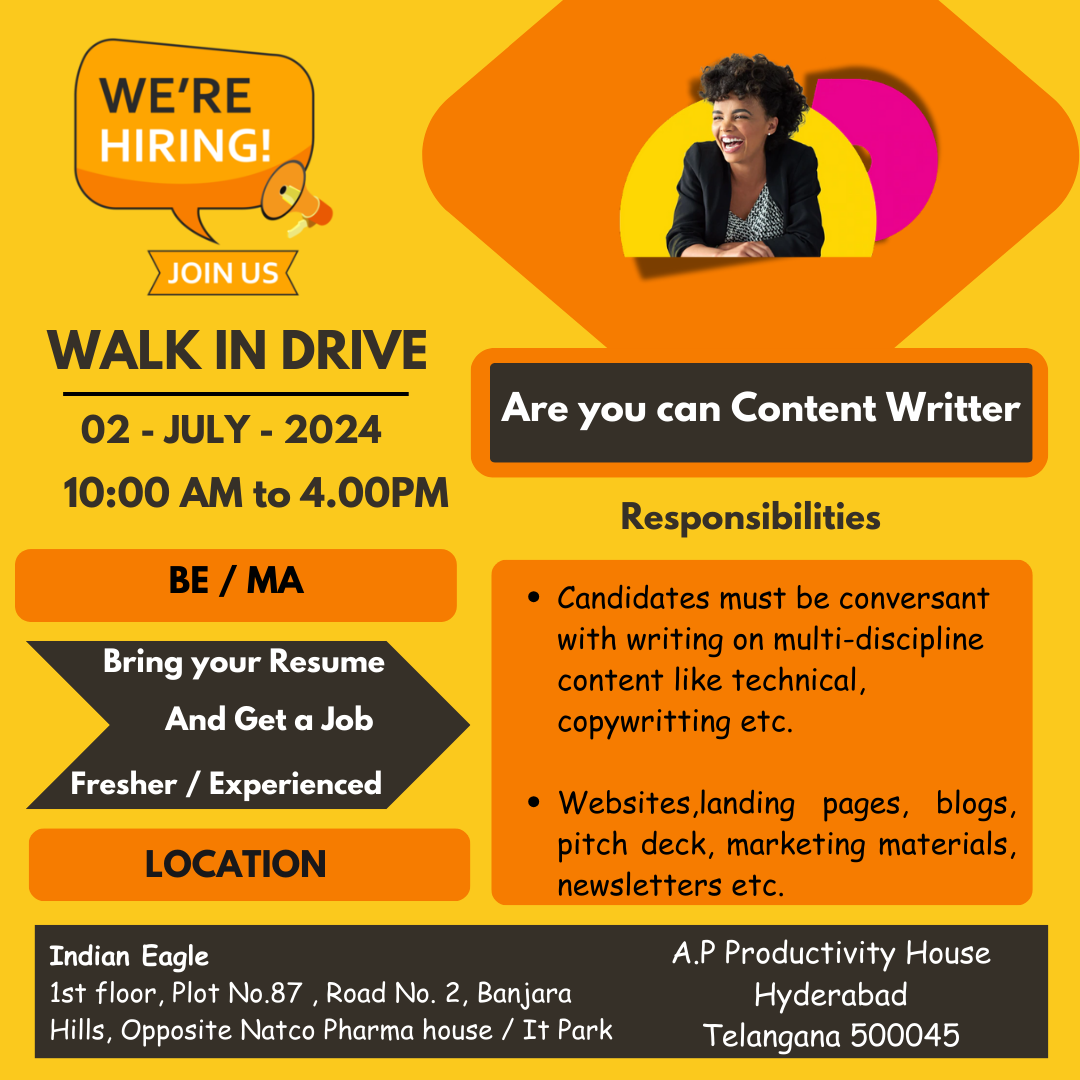 WE'RE
HIRING!
JOIN US
WALK IN DRIVE
02 - JULY - 2024
10:00 AM to 4.00PM
BE / MA
Bring your Resume
And Get a Job
Fresher / Experienced
LOCATION
Are you can Content Writter
Responsibilities
• Candidates must be conversant
with writing on multi-discipline
content like technical,
copywritting etc.
• Websites,landing pages, blogs,
pitch deck, marketing materials,
newsletters etc.
Indian Eagle
1st floor, Plot No.87 , Road No. 2, Banjara
Hills, Opposite Natco Pharma house / It Park
A.P Productivity House
Hyderabad
Telangana 500045